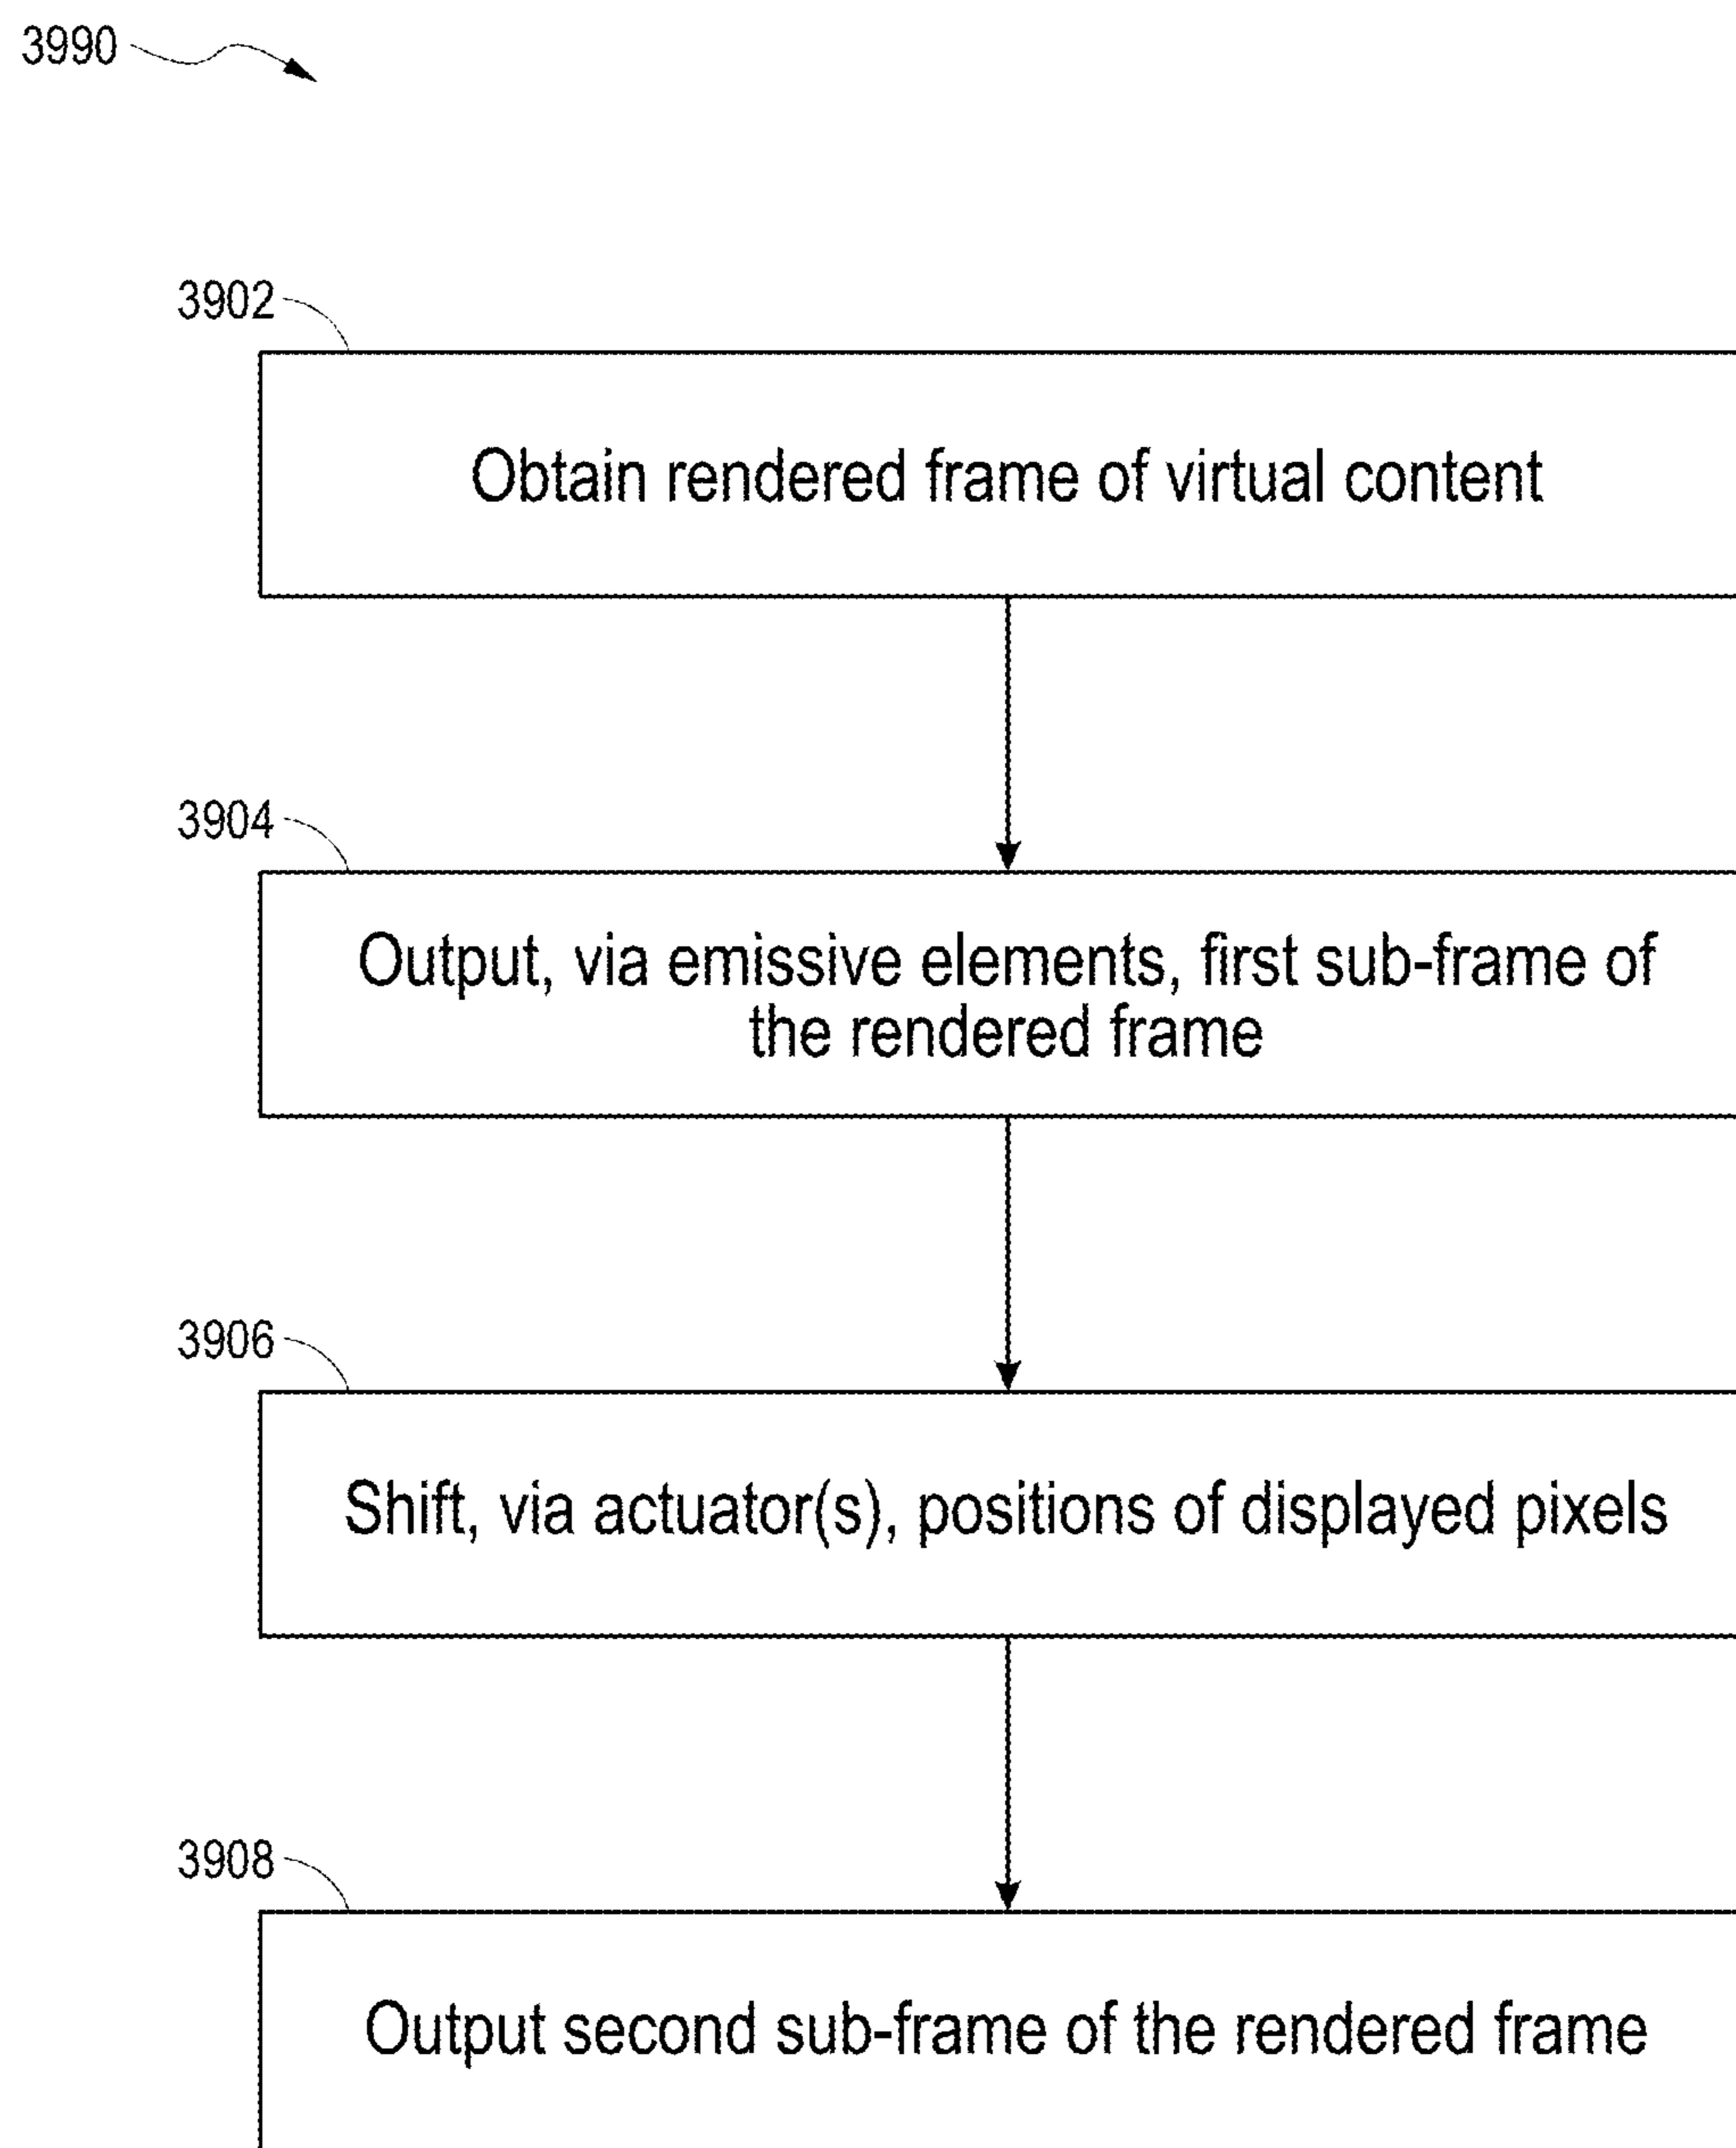 3990
3902
Obtain rendered frame of virtual content
3904
Output, via emissive elements, first sub-frame of
the rendered frame
3906
Shift, via actuator(s), positions of displayed pixels
3908
Output second sub-frame of the rendered frame